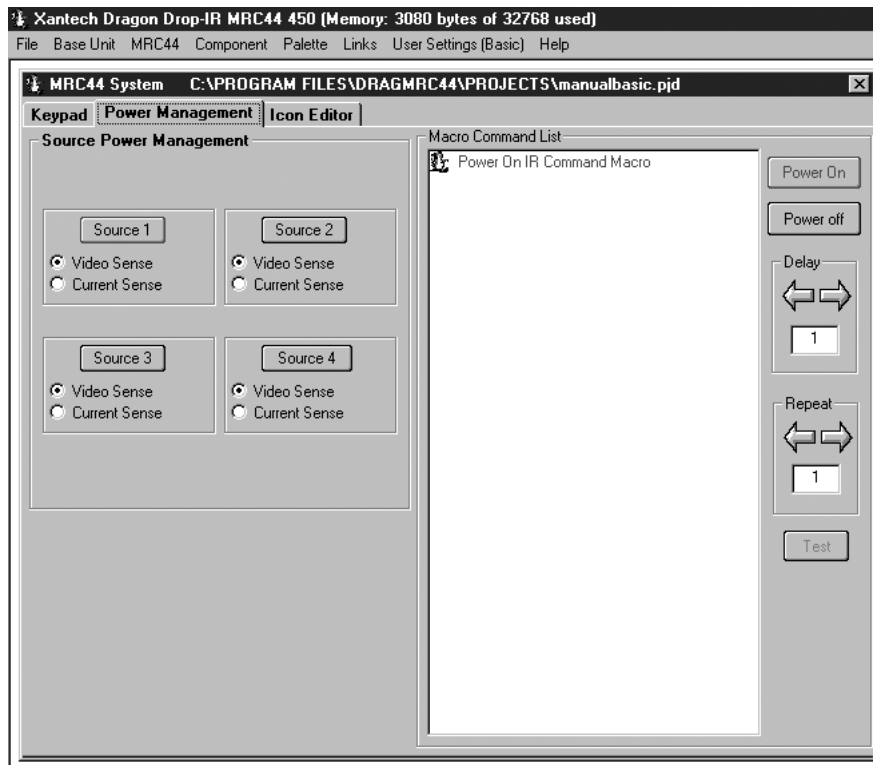 Xantech Dragon Drop-IR MRC44 450 (Memory: 3080 bytes of 32768 used)
File Base Unit MRC44 Component Palette Links User Settings (Basic) Help
MRC44 System C:\PROGRAM FILES\DRAGMRC44\PROJECTS\manualbasic.pjd
Keypad Power Management Icon Editor
Source Power Management
Source 1
Video Sense
Current Sense
Source 2
Video Sense
Current Sense
Source 3
Video Sense
Current Sense
Source 4
Video Sense
Current Sense
Macro Command List
Power On IR Command Macro
Power On
Power off
Delay
1
Repeat
1
Test